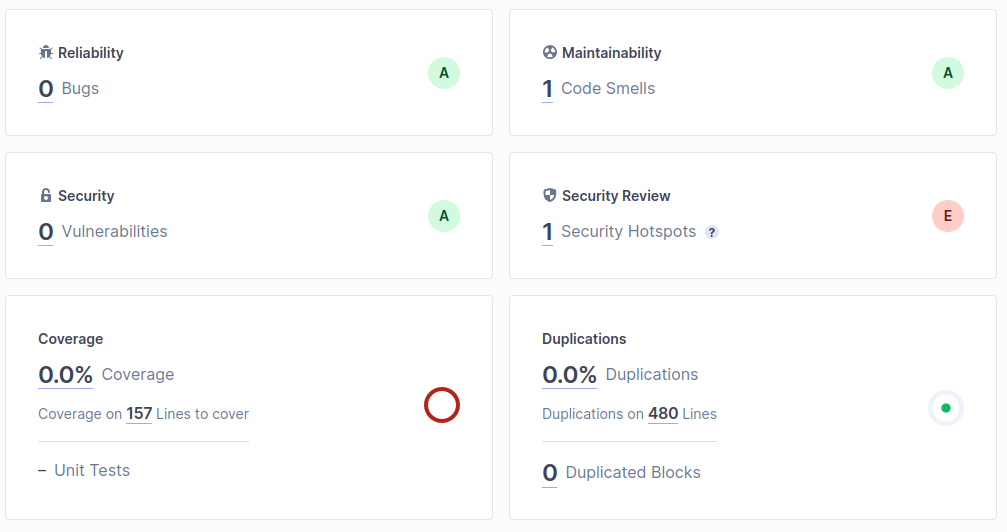 Reliability
0 Bugs
A
Maintainability
1 Code Smells
A
Security
0 Vulnerabilities
A
Security Review
1 Security Hotspots ?
E
Coverage
0.0% Coverage
Coverage on 157 Lines to cover
– Unit Tests
Duplications
0.0% Duplications
Duplications on 480 Lines
0 Duplicated Blocks